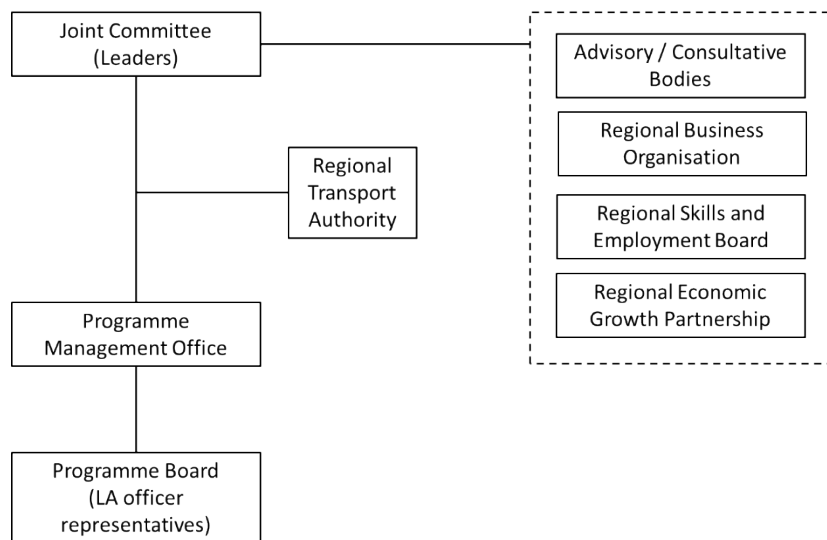 Joint Committee
(Leaders)
Advisory / Consultative
Bodies
Regional Business
Organisation
Regional
Transport
Authority
Regional Skills and
Employment Board
Regional Economic
Growth Partnership
Programme
Management Office
Programme Board
(LA officer
representatives)